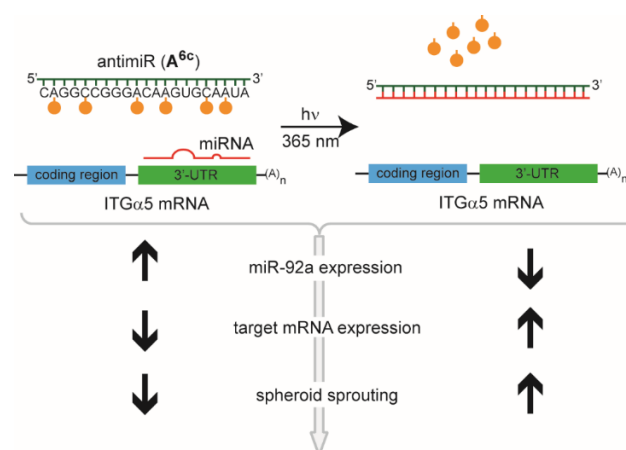 antimiR (A⁶ᶜ)
5' 3'
CAGGCCGGGACAAGUGCAAUA
hν
365 nm
5' 3'
miRNA
coding region 3'-UTR (A)n
ITGα5 mRNA
coding region 3'-UTR (A)n
ITGα5 mRNA
miR-92a expression
target mRNA expression
spheroid sprouting